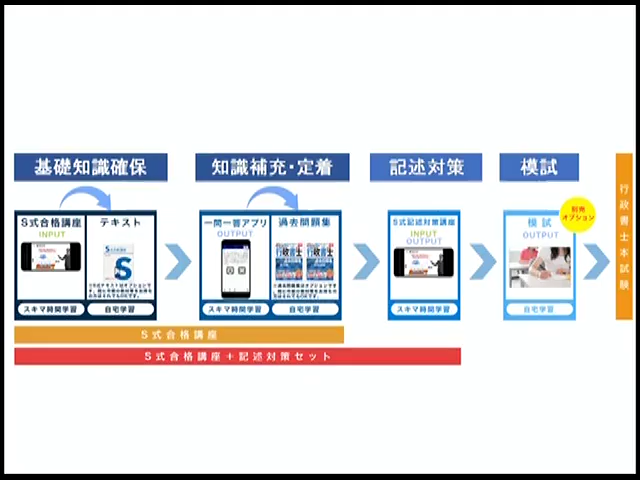 基礎知識確保
知識補充・定着
記述対策
模試
S式合格講座
INPUT
テキスト
スキマ時間学習
自宅学習
一問一答アプリ
OUTPUT
過去問題集
スキマ時間学習
自宅学習
S式記述対策講座
INPUT
OUTPUT
スキマ時間学習
模試
OUTPUT
別売
オプション
自宅学習
行政書士本試験
S式合格講座
S式合格講座+記述対策セット